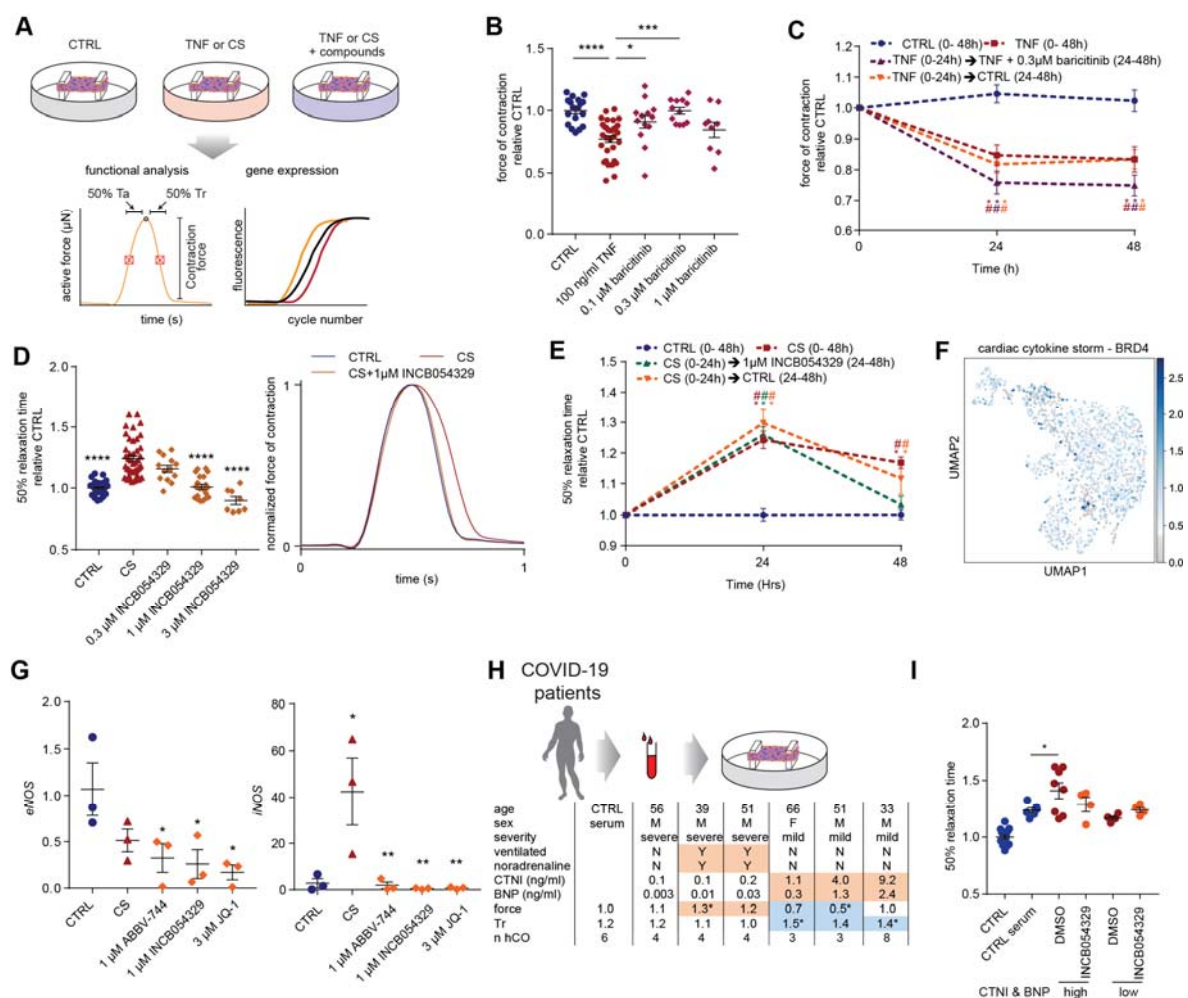 A
CTRL
TNF or CS
TNF or CS
+ compounds
functional analysis
gene expression
50% Ta
50% Tr
active force (µN)
Contraction
force
time (s)
fluorescence
cycle number
B
force of contraction
relative CTRL
1.5
1.0
0.5
0
****
*
***
CTRL
100 ng/ml TNF
0.1 µM baricitinib
0.3 µM baricitinib
1 µM baricitinib
C
CTRL (0- 48h)
TNF (0-48h)
TNF (0-24h) ➔ TNF + 0.3µM baricitinib (24-48h)
TNF (0-24h) ➔ CTRL (24-48h)
force of contraction
relative CTRL
1.2
1.1
1.0
0.9
0.8
0.7
0.6
***
###
***
###
0
24
48
Time (h)
D
50% relaxation time
relative CTRL
2.0
1.5
1.0
0.5
****
****
****
CTRL
CS
0.3 µM INCB054329
1 µM INCB054329
3 µM INCB054329
CTRL
CS
CS+1µM INCB054329
normalized force of contraction
1
0
0
1
time (s)
E
CTRL (0- 48h)
CS (0- 48h)
CS (0-24h) ➔ 1µM INCB054329 (24-48h)
CS (0-24h) ➔ CTRL (24-48h)
50% relaxation time
relative CTRL
1.5
1.4
1.3
1.2
1.1
1.0
0.9
###
***
##
**
0
24
48
Time (Hrs)
F
cardiac cytokine storm - BRD4
UMAP2
UMAP1
2.5
2.0
1.5
1.0
0.5
0.0
G
eNOS
2.0
1.5
1.0
0.5
0.0
*
*
*
CTRL
CS
1 µM ABBV-744
1 µM INCB054329
3 µM JQ-1
iNOS
80
60
40
20
0
*
**
**
**
CTRL
CS
1 µM ABBV-744
1 µM INCB054329
3 µM JQ-1
H
COVID-19
patients
age CTRL 56 39 51 66 51 33
sex serum M M M F M M
severity severe severe severe mild mild mild
ventilated N Y Y N N N
noradrenaline N Y Y N N N
CTNI (ng/ml) 0.1 0.1 0.2 1.1 4.0 9.2
BNP (ng/ml) 0.003 0.01 0.03 0.3 1.3 2.4
force 1.0 1.1 1.3* 1.2 0.7 0.5* 1.0
Tr 1.2 1.2 1.1 1.0 1.5* 1.4 1.4*
n hCO 6 4 4 4 3 3 8
I
50% relaxation time
2.0
1.5
1.0
0.5
*
CTRL
CTRL serum
DMSO
INCB054329
DMSO
INCB054329
CTNI & BNP high low